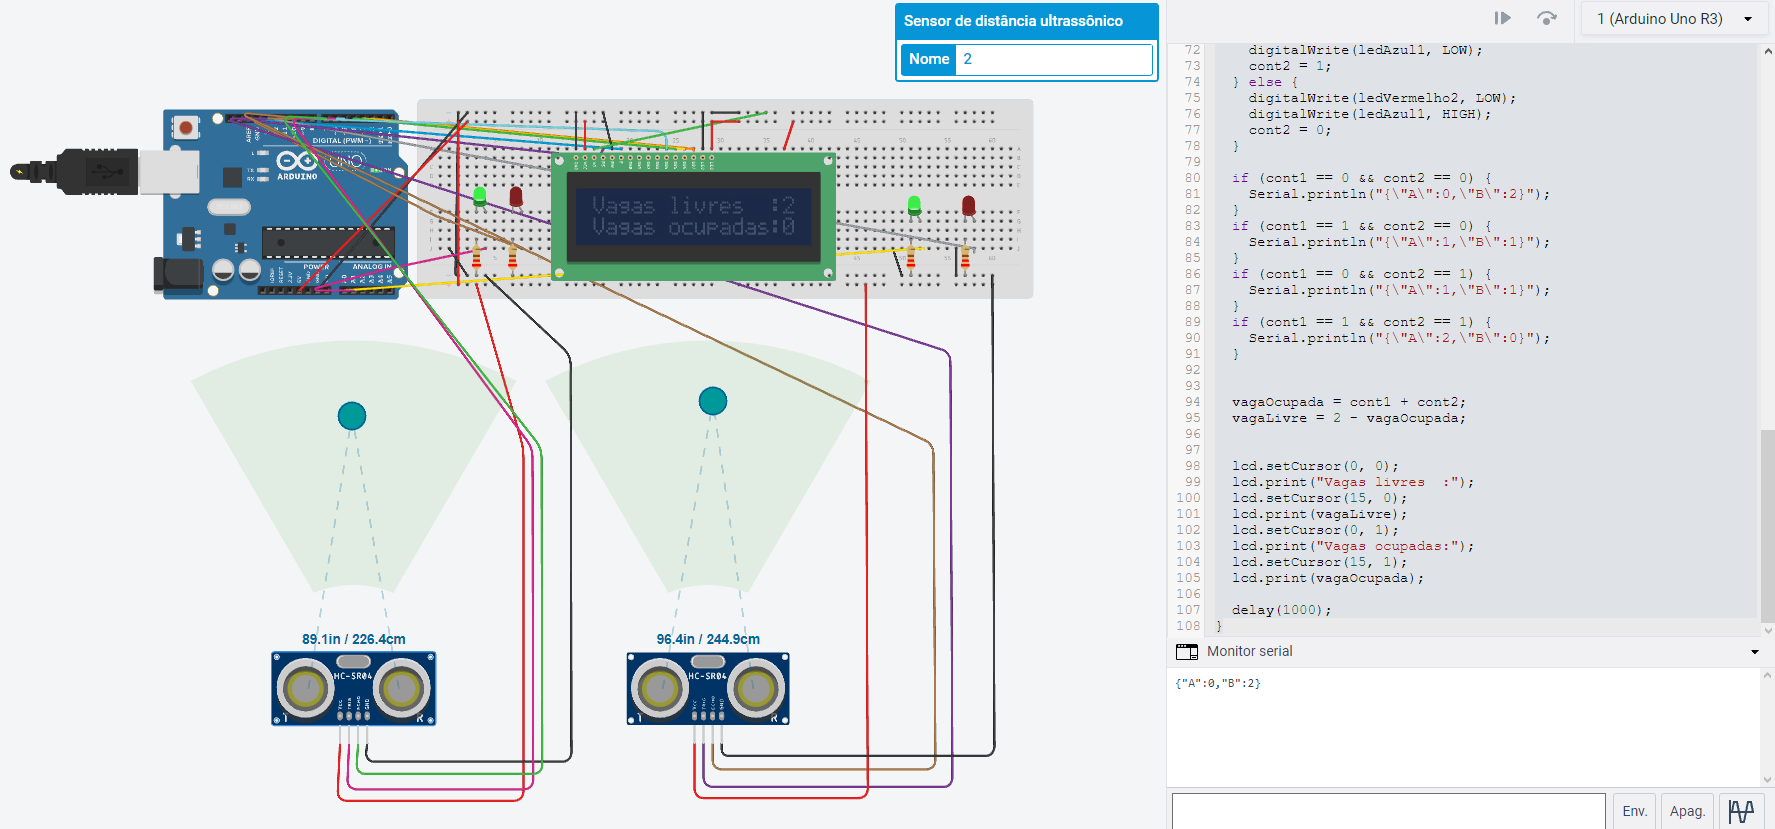 Sensor de distância ultrassônico
Nome 2
1 (Arduino Uno R3)
DIGITAL (PWM~)
UNO
ARDUINO
TX
RX
POWER
ANALOG IN
Vagas livres  :2
Vagas ocupadas:0
89.1in / 226.4cm
HC-SR04
T
R
96.4in / 244.9cm
HC-SR04
T
R
72 digitalWrite(ledAzul1, LOW);
73 cont2 = 1;
74 } else {
75 digitalWrite(ledVermelho2, LOW);
76 digitalWrite(ledAzul1, HIGH);
77 cont2 = 0;
78 }
79
80 if (cont1 == 0 && cont2 == 0) {
81 Serial.println("{\"A\":0,\"B\":2}");
82 }
83 if (cont1 == 1 && cont2 == 0) {
84 Serial.println("{\"A\":1,\"B\":1}");
85 }
86 if (cont1 == 0 && cont2 == 1) {
87 Serial.println("{\"A\":1,\"B\":1}");
88 }
89 if (cont1 == 1 && cont2 == 1) {
90 Serial.println("{\"A\":2,\"B\":0}");
91 }
92
93
94 vagaOcupada = cont1 + cont2;
95 vagaLivre = 2 - vagaOcupada;
96
97
98 lcd.setCursor(0, 0);
99 lcd.print("Vagas livres  :");
100 lcd.setCursor(15, 0);
101 lcd.print(vagaLivre);
102 lcd.setCursor(0, 1);
103 lcd.print("Vagas ocupadas:");
104 lcd.setCursor(15, 1);
105 lcd.print(vagaOcupada);
106
107 delay(1000);
108 }
Monitor serial
{"A":0,"B":2}
Env.
Apag.